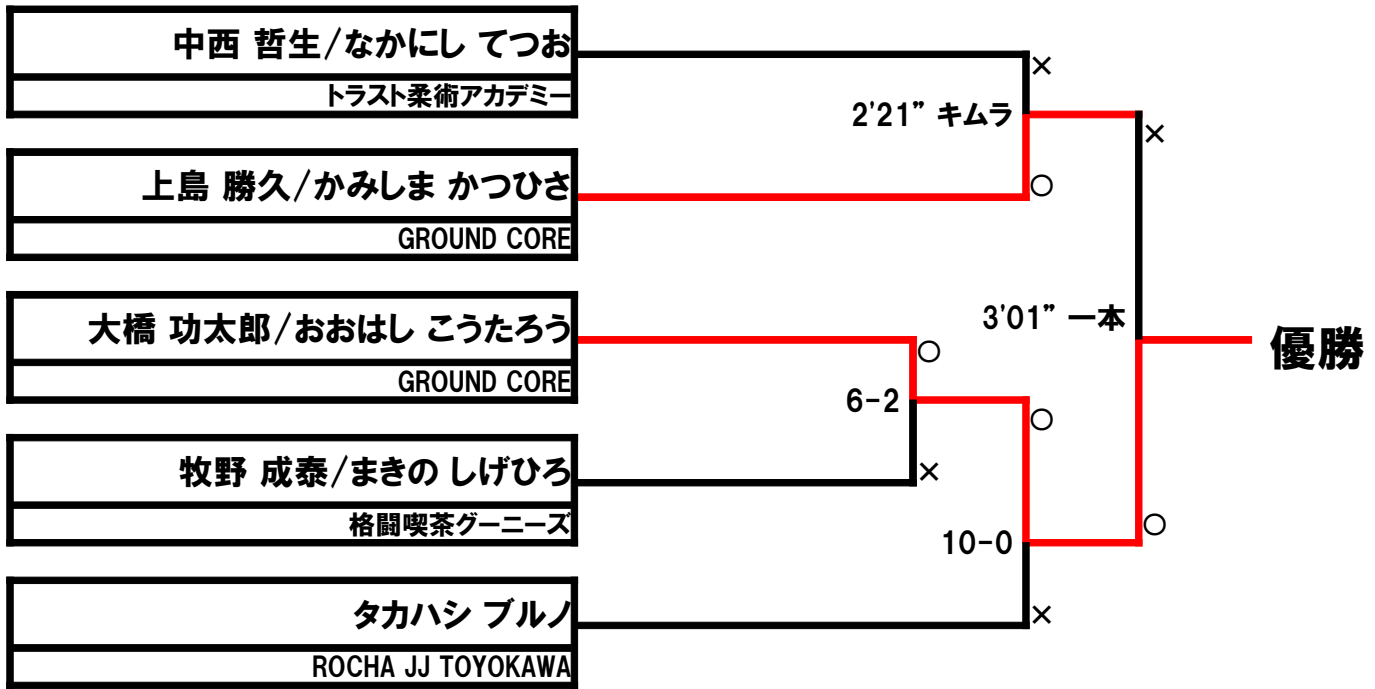 中西 哲生/なかにし てつお
トラスト柔術アカデミー
×
2'21” キムラ
×
上島 勝久/かみしま かつひさ
○
GROUND CORE
大橋 功太郎/おおはし こうたろう
3'01” 一本
優勝
○
GROUND CORE
6-2
○
牧野 成泰/まきの しげひろ
×
格闘喫茶グーニーズ
○
10-0
タカハシ ブルノ
×
ROCHA JJ TOYOKAWA